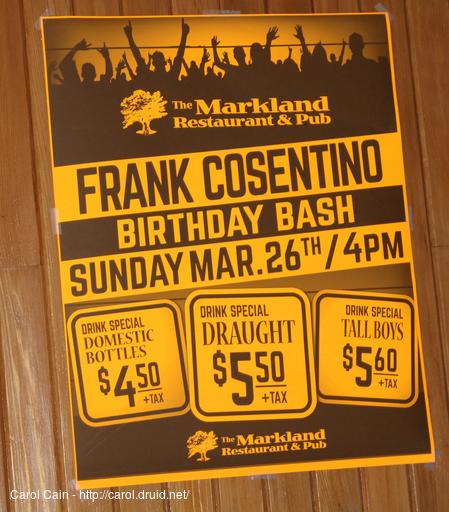 The Markland
Restaurant & Pub
FRANK COSENTINO
BIRTHDAY BASH
SUNDAY MAR. 26TH / 4PM
DRINK SPECIAL
DOMESTIC
BOTTLES
$4.50
+TAX
DRINK SPECIAL
DRAUGHT
$5.50
+TAX
DRINK SPECIAL
TALL BOYS
$5.60
+TAX
The Markland
Restaurant & Pub
Carol Cain - http://carol.druid.net/